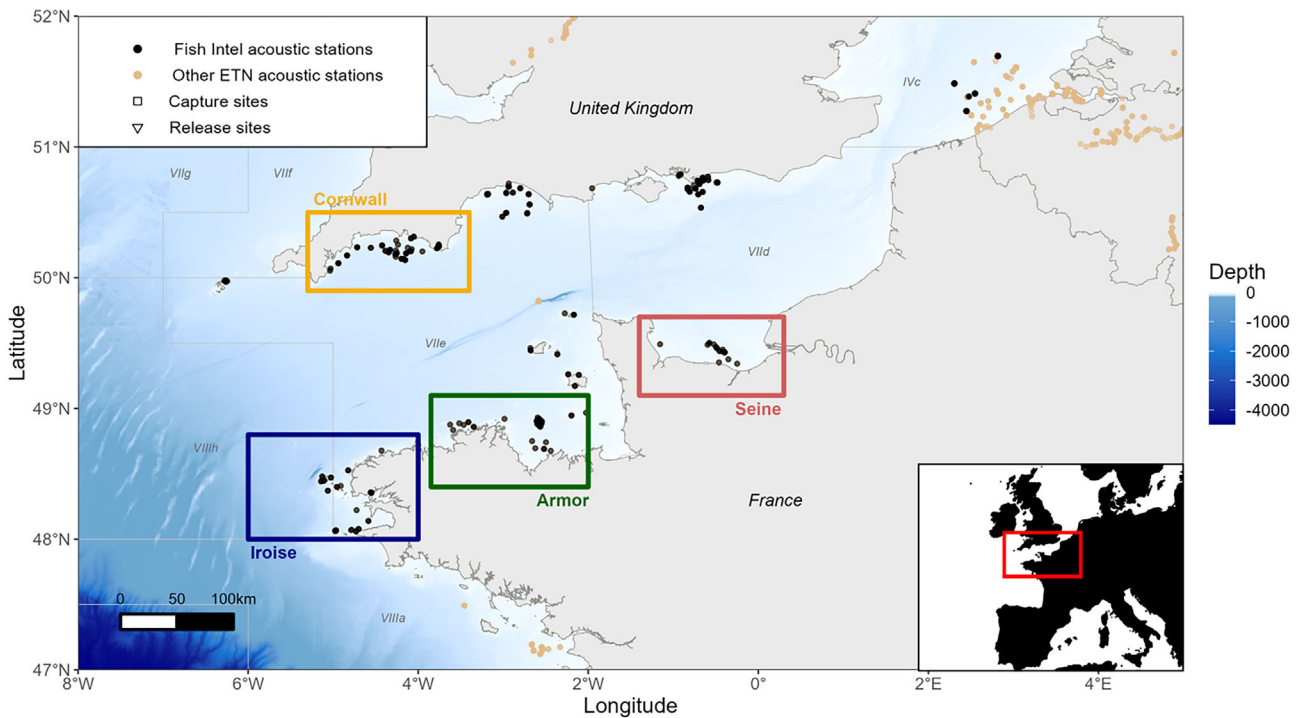 52°N
Fish Intel acoustic stations
Other ETN acoustic stations
Capture sites
Release sites
United Kingdom
IVc
51°N
VIIg
VIIf
Cornwall
VIId
50°N
Depth
0
-1000
-2000
-3000
-4000
Latitude
VIIe
49°N
Seine
VIIIh
Armor
France
48°N
Iroise
0 50 100km
VIIIa
47°N
8°W 6°W 4°W 2°W 0° 2°E 4°E
Longitude